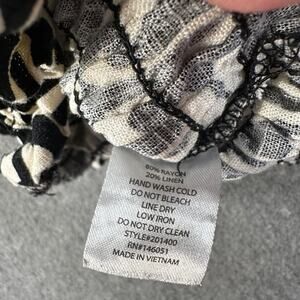 80% RAYON
20% LINEN
HAND WASH COLD
DO NOT BLEACH
LINE DRY
LOW IRON
DO NOT DRY CLEAN
STYLE#201400
RN#146051
MADE IN VIETNAM